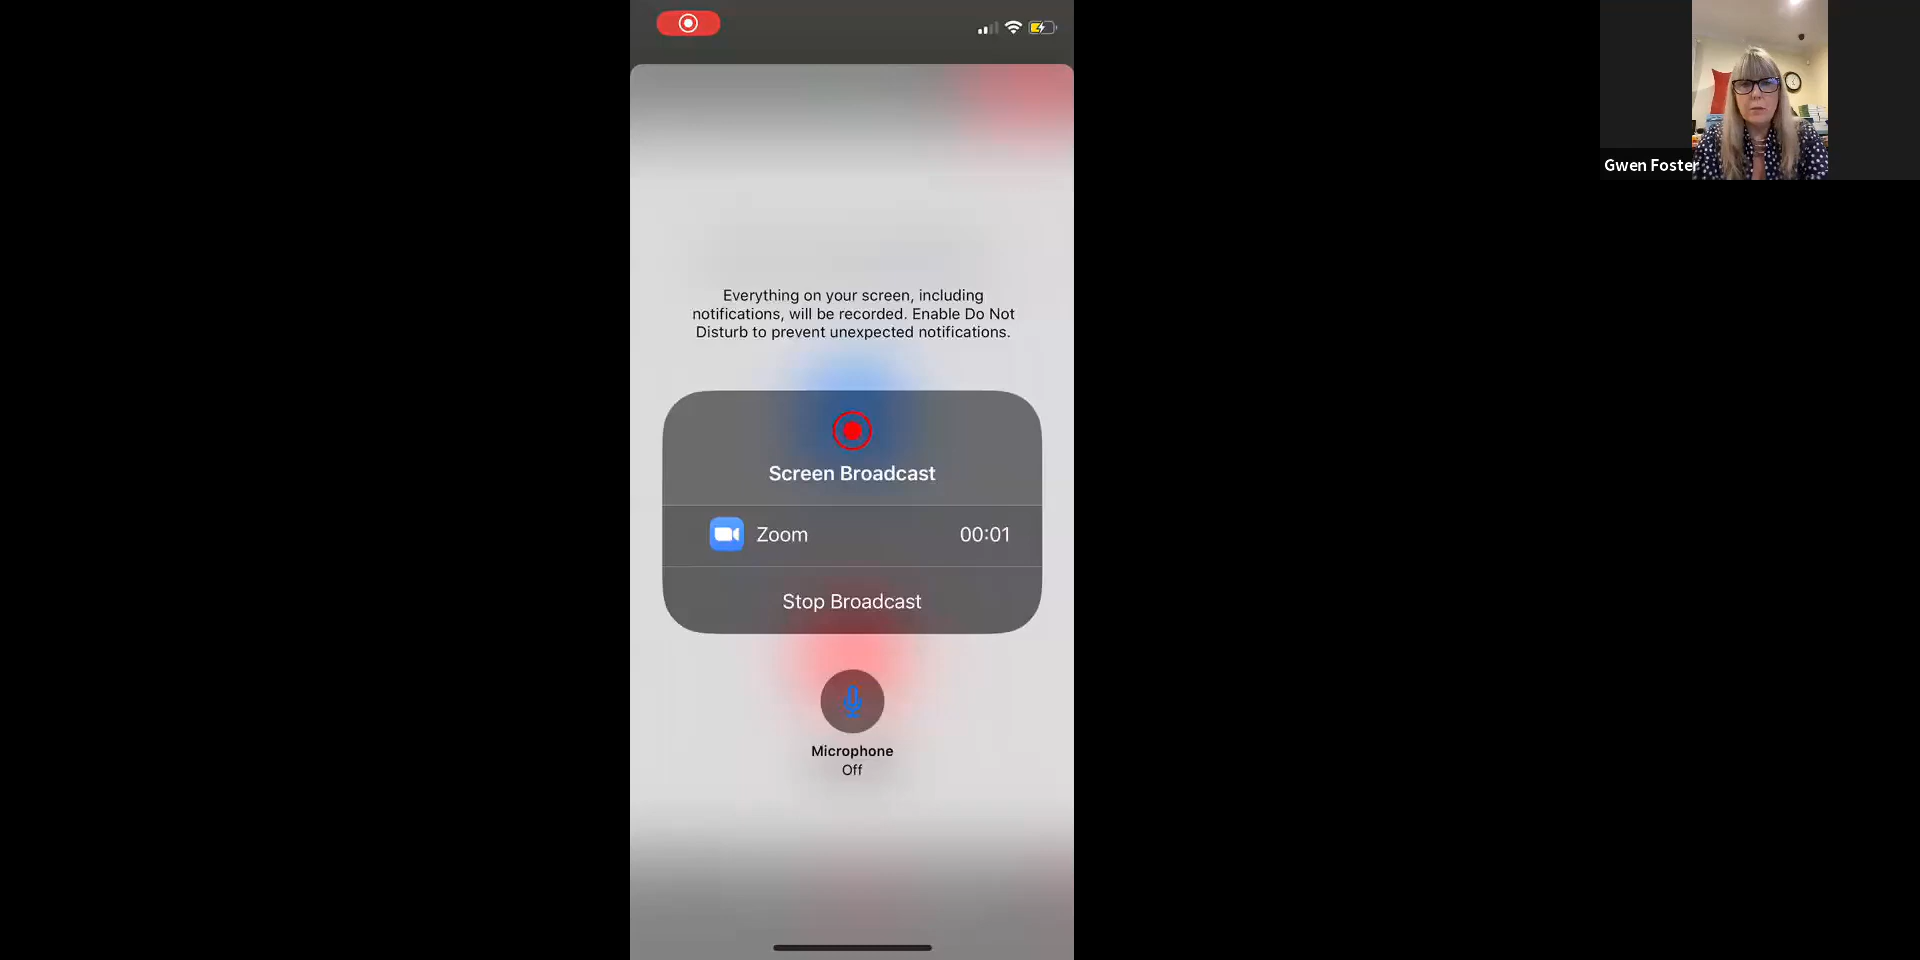 Everything on your screen, including
notifications, will be recorded. Enable Do Not
Disturb to prevent unexpected notifications.
Screen Broadcast
Zoom 00:01
Stop Broadcast
Microphone
Off
Gwen Foster